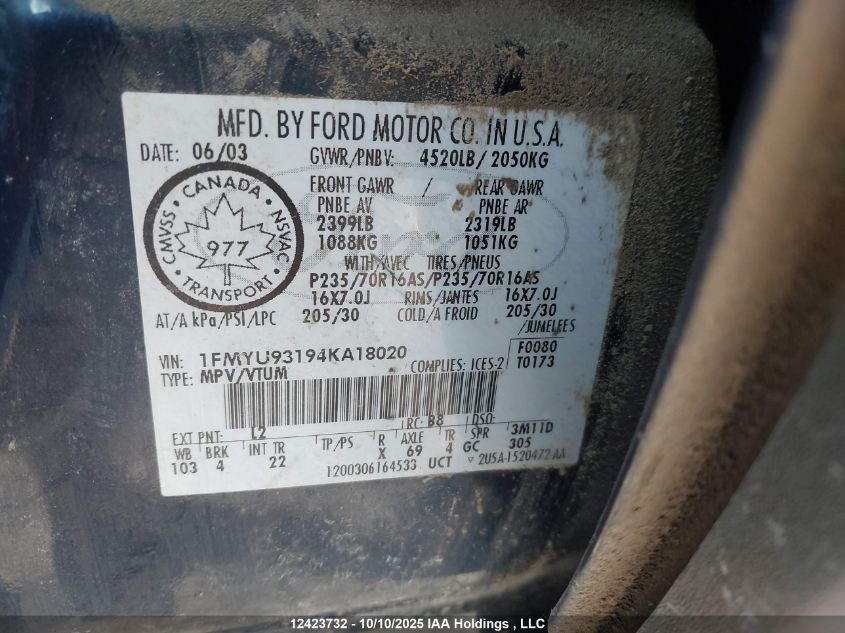 MFD. BY FORD MOTOR CO. IN U.S.A.
DATE: 06/03 GVWR/PNBV: 4520LB/ 2050KG
FRONT GAWR / REAR GAWR
PNBE AV PNBE AR
2399LB 2319LB
1088KG 1051KG
WITH/AVEC TIRES/PNEUS
P235/70R16AS/P235/70R16AS
16X7.0J RIMS/JANTES 16X7.0J
AT/A kPa/PSI/LPC 205/30 COLD/A FROID 205/30
/JUMELEES
CANADA
CMVSS • NSVAC
977
TRANSPORT
VIN: 1FMYU93194KA18020 F0080
TYPE: MPV/VTUM COMPLIES: ICES-2 T0173
RC: B8 DSO:
EXT PNT: L2 3M11D
WB BRK INT TR TP/PS R AXLE TR SPR
103 4 22 X 69 4 GC 305
1200306164533 UCT 2U5A-1520472-AA
12423732 - 10/10/2025 IAA Holdings, LLC